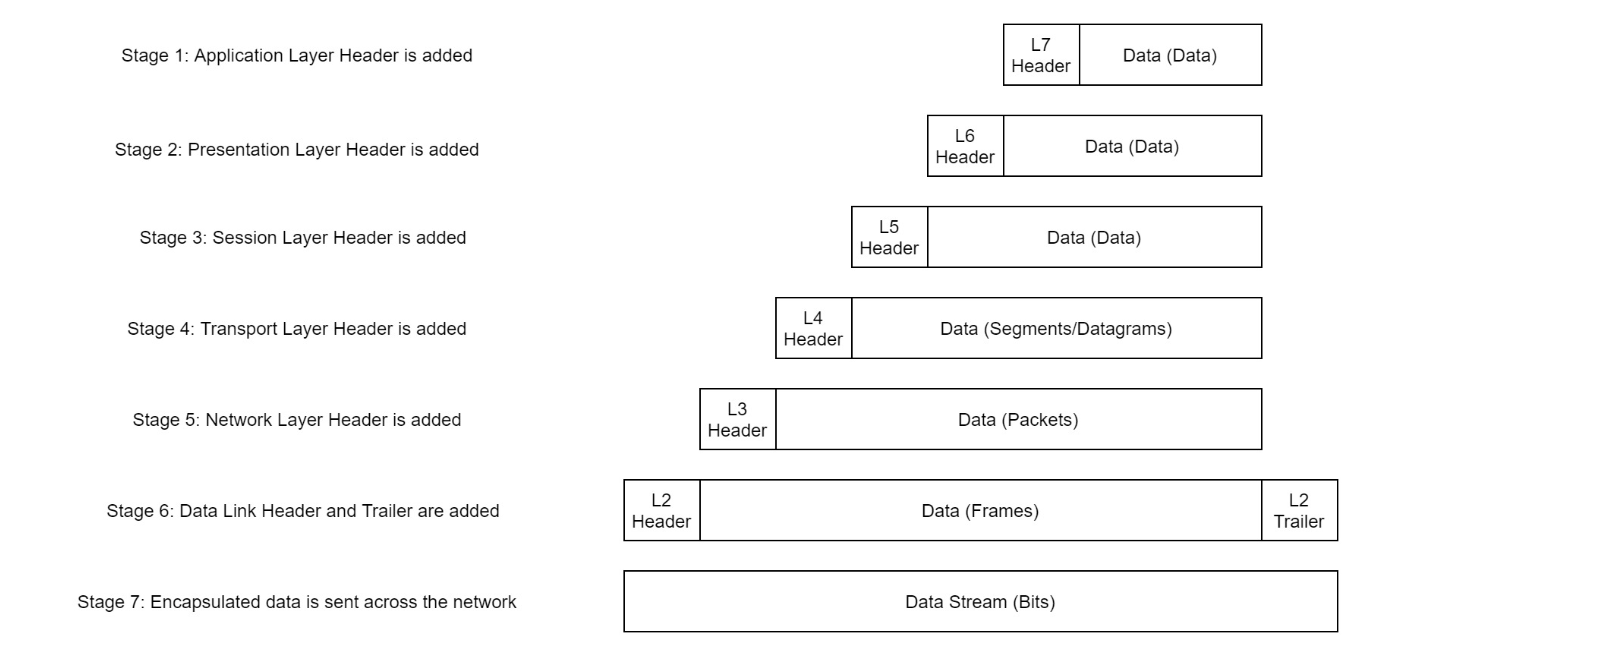 Stage 1: Application Layer Header is added
L7
Header
Data (Data)
Stage 2: Presentation Layer Header is added
L6
Header
Data (Data)
Stage 3: Session Layer Header is added
L5
Header
Data (Data)
Stage 4: Transport Layer Header is added
L4
Header
Data (Segments/Datagrams)
Stage 5: Network Layer Header is added
L3
Header
Data (Packets)
Stage 6: Data Link Header and Trailer are added
L2
Header
Data (Frames)
L2
Trailer
Stage 7: Encapsulated data is sent across the network
Data Stream (Bits)